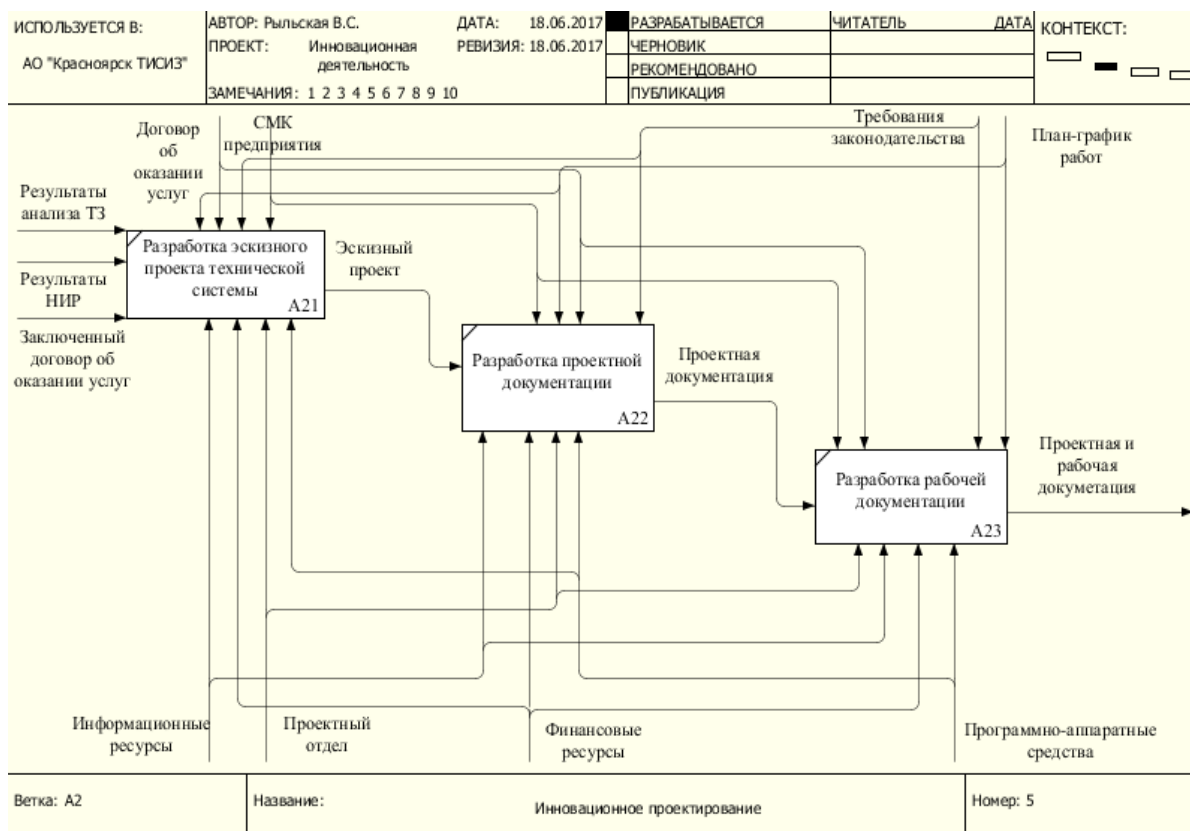 ИСПОЛЬЗУЕТСЯ В:
АО "Красноярск ТИСИЗ"
АВТОР: Рыльская В.С.
ДАТА: 18.06.2017
ПРОЕКТ: Инновационная
деятельность
РЕВИЗИЯ: 18.06.2017
ЗАМЕЧАНИЯ: 1 2 3 4 5 6 7 8 9 10
РАЗРАБАТЫВАЕТСЯ
ЧЕРНОВИК
РЕКОМЕНДОВАНО
ПУБЛИКАЦИЯ
ЧИТАТЕЛЬ
ДАТА
КОНТЕКСТ:
Договор
об
оказании
услуг
СМК
предприятия
Требования
законодательства
План-график
работ
Результаты
анализа ТЗ
Результаты
НИР
Заключенный
договор об
оказании услуг
Разработка эскизного
проекта технической
системы
A21
Эскизный
проект
Разработка проектной
документации
A22
Проектная
документация
Разработка рабочей
документации
A23
Проектная и
рабочая
докуметация
Информационные
ресурсы
Проектный
отдел
Финансовые
ресурсы
Программно-аппаратные
средства
Ветка: A2
Название:
Инновационное проектирование
Номер: 5